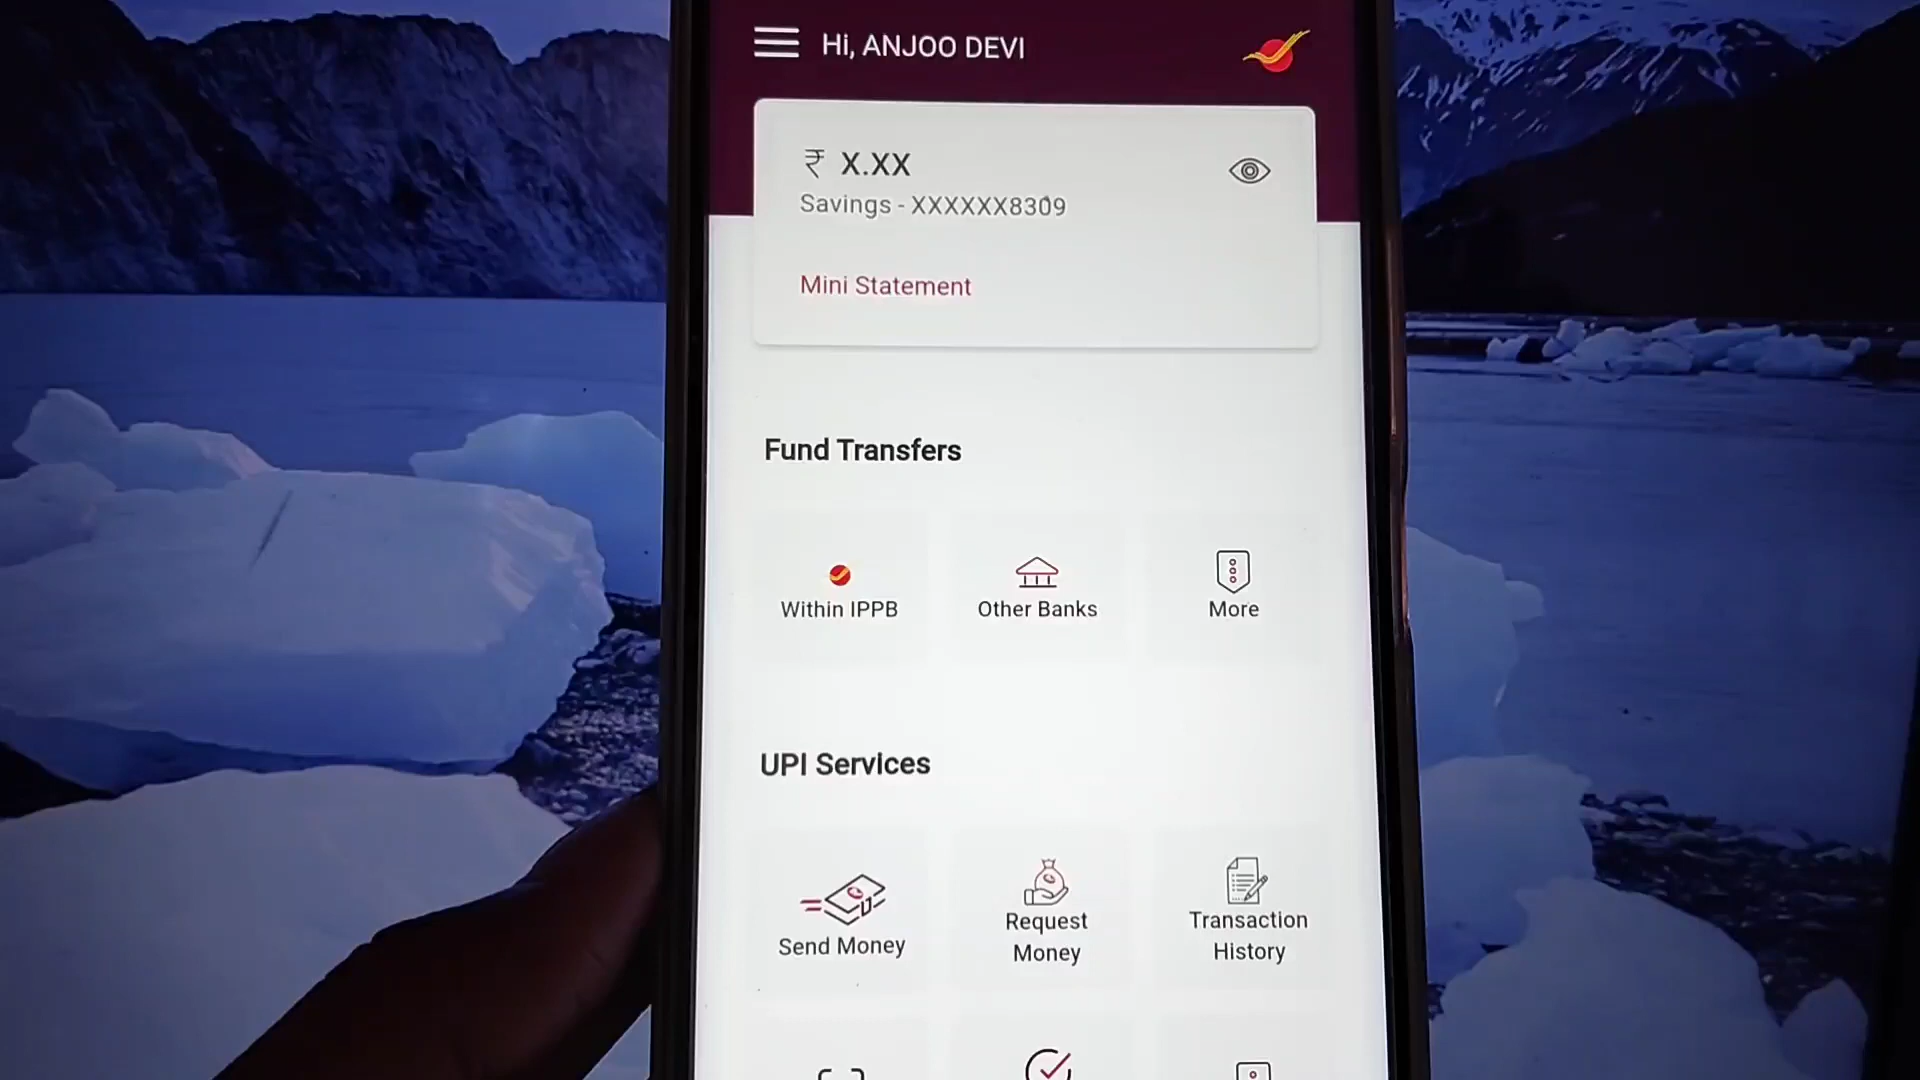 Hi, ANJOO DEVI
₹ X.XX
Savings - XXXXXX8309
Mini Statement
Fund Transfers
Within IPPB
Other Banks
More
UPI Services
Send Money
Request
Money
Transaction
History